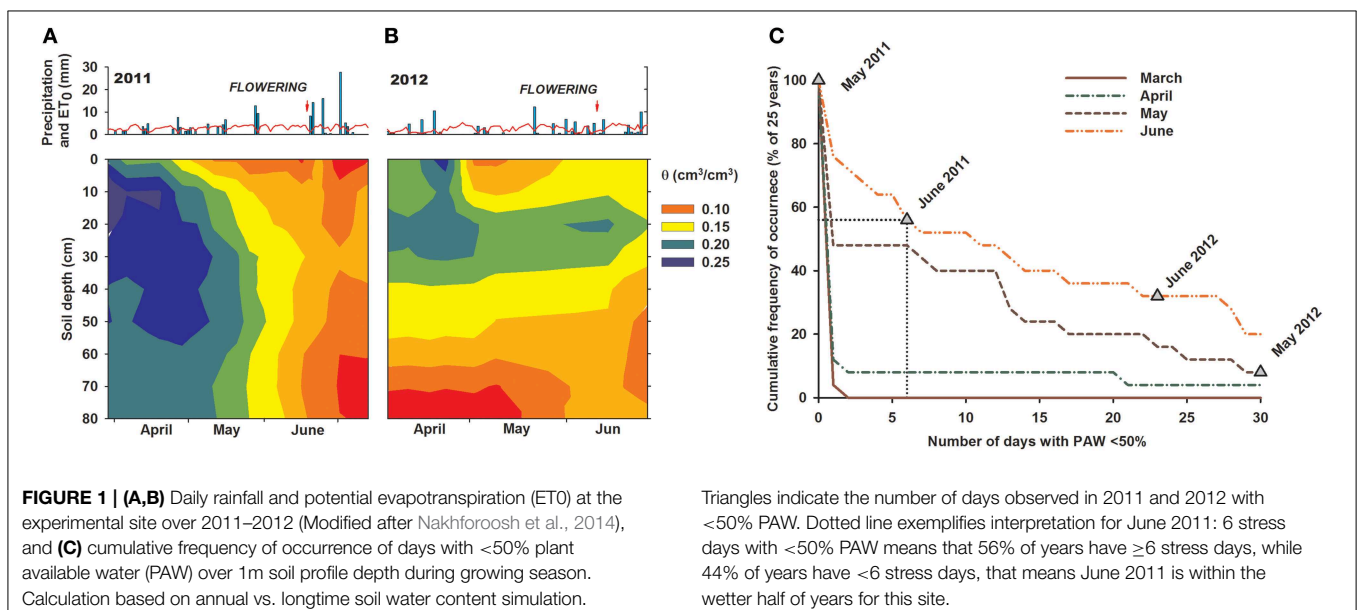 A
B
C
2011
FLOWERING
2012
FLOWERING
Precipitation
and ET0 (mm)
30
20
10
0
Soil depth (cm)
0
10
20
30
40
50
60
70
80
April
May
June
April
May
Jun
θ (cm³/cm³)
0.10
0.15
0.20
0.25
May 2011
June 2011
June 2012
May 2012
March
April
May
June
Cumulative frequency of occurrnece (% of 25 years)
100
80
60
40
20
0
0
5
10
15
20
25
30
Number of days with PAW <50%
FIGURE 1 | (A,B) Daily rainfall and potential evapotranspiration (ET0) at the
experimental site over 2011–2012 (Modified after Nakhforoosh et al., 2014),
and (C) cumulative frequency of occurrence of days with <50% plant
available water (PAW) over 1m soil profile depth during growing season.
Calculation based on annual vs. longtime soil water content simulation.
Triangles indicate the number of days observed in 2011 and 2012 with
<50% PAW. Dotted line exemplifies interpretation for June 2011: 6 stress
days with <50% PAW means that 56% of years have ≥6 stress days, while
44% of years have <6 stress days, that means June 2011 is within the
wetter half of years for this site.